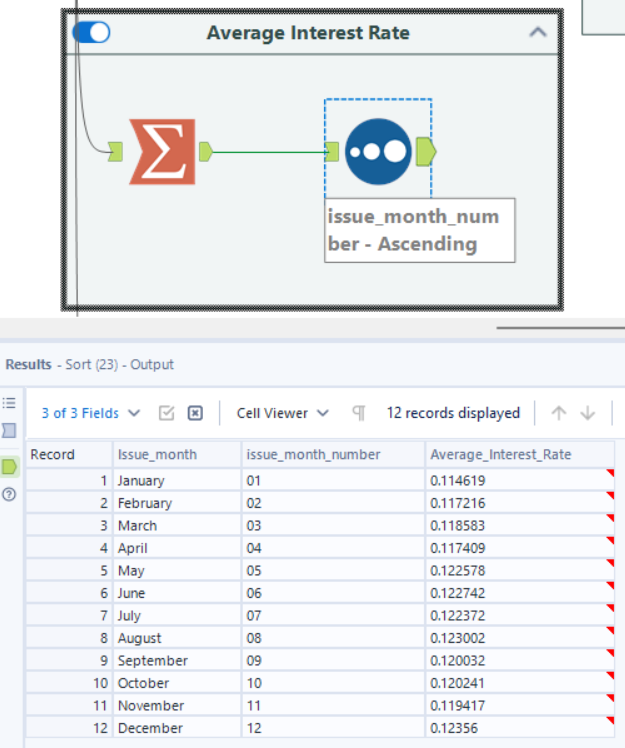 Average Interest Rate
Σ
issue_month_num
ber - Ascending
Results - Sort (23) - Output
3 of 3 Fields Cell Viewer ¶ 12 records displayed
Record Issue_month issue_month_number Average_Interest_Rate
1 January 01 0.114619
2 February 02 0.117216
3 March 03 0.118583
4 April 04 0.117409
5 May 05 0.122578
6 June 06 0.122742
7 July 07 0.122372
8 August 08 0.123002
9 September 09 0.120032
10 October 10 0.120241
11 November 11 0.119417
12 December 12 0.12356